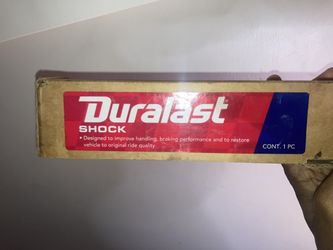 Duralast
SHOCK
• Designed to improve handling, braking performance and to restore
vehicle to original ride quality
CONT. 1 PC